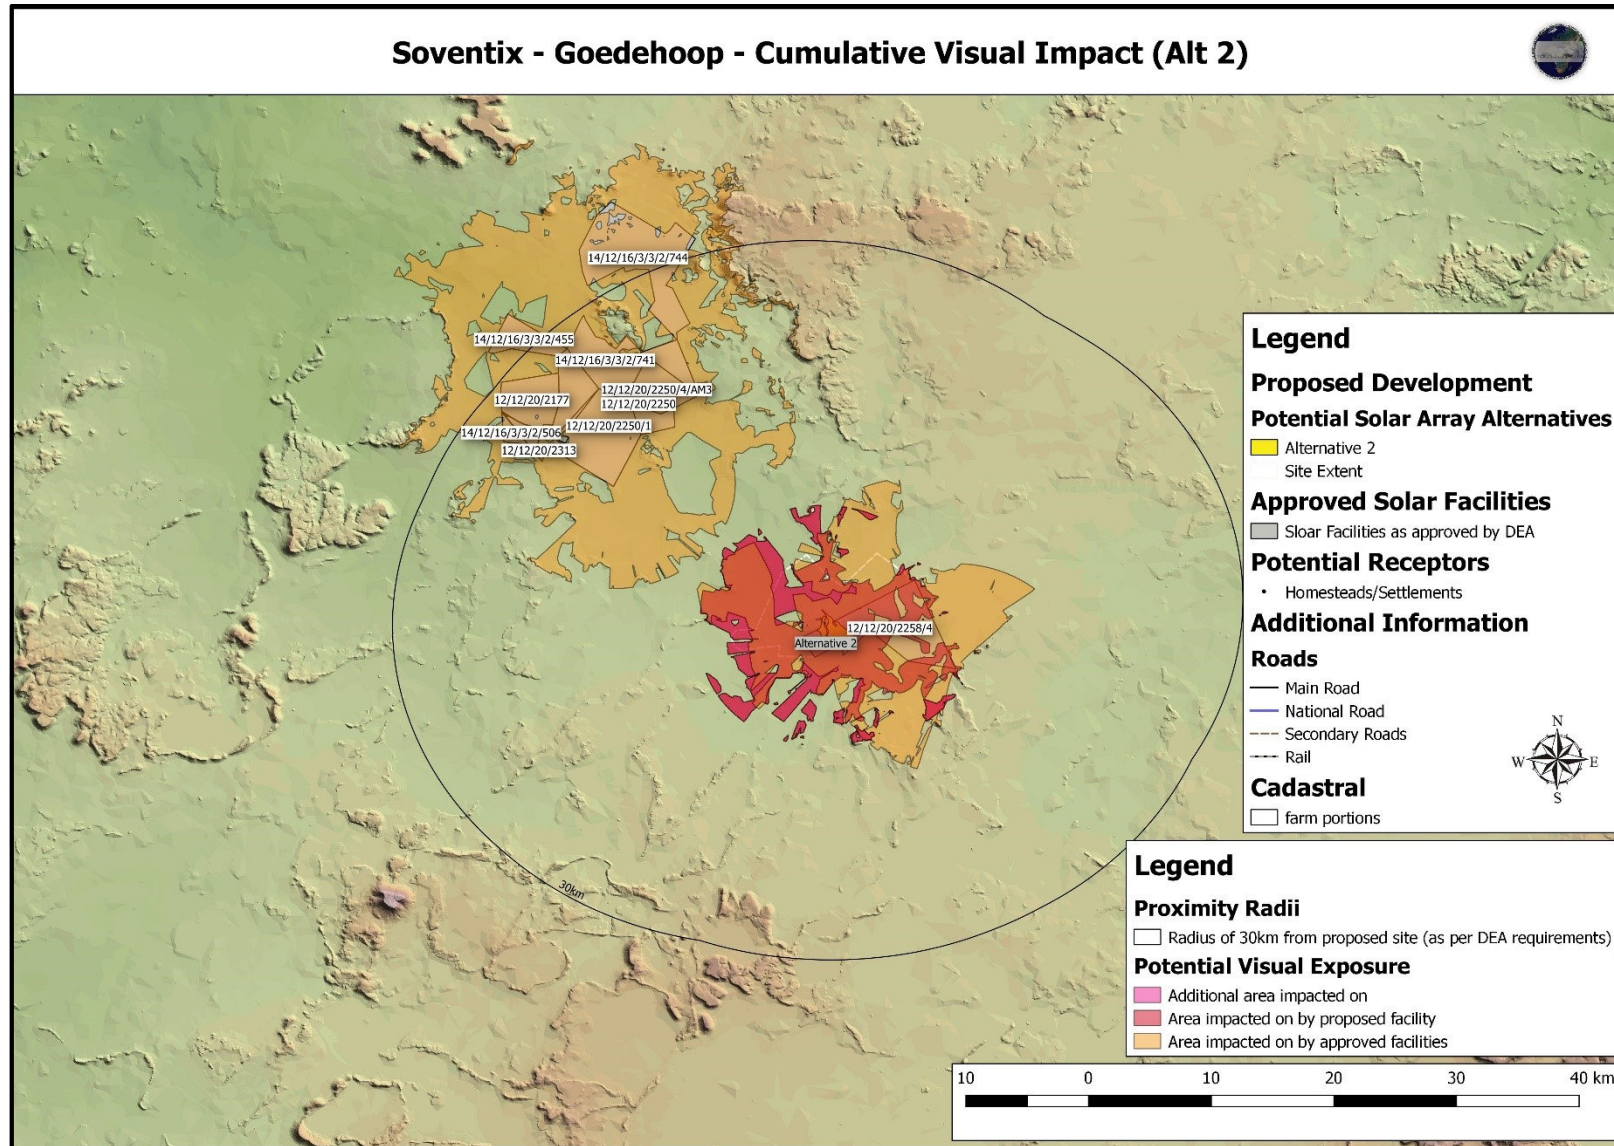 Soventix - Goedehoop - Cumulative Visual Impact (Alt 2)
14/12/16/3/3/2/744
14/12/16/3/3/2/455
14/12/16/3/3/2/741
12/12/20/2250/4/AM3
12/12/20/2177
12/12/20/2250
12/12/20/2250/1
14/12/16/3/3/2/506
12/12/20/2313
12/12/20/2258/4
Alternative 2
30km
Legend
Proposed Development
Potential Solar Array Alternatives
Alternative 2
Site Extent
Approved Solar Facilities
Sloar Facilities as approved by DEA
Potential Receptors
Homesteads/Settlements
Additional Information
Roads
Main Road
National Road
Secondary Roads
Rail
Cadastral
farm portions
N
W E
S
Legend
Proximity Radii
Radius of 30km from proposed site (as per DEA requirements)
Potential Visual Exposure
Additional area impacted on
Area impacted on by proposed facility
Area impacted on by approved facilities
10 0 10 20 30 40 km